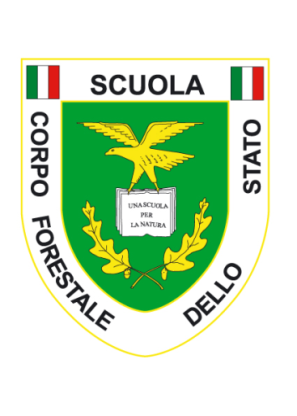 SCUOLA
CORPO FORESTALE
DELLO STATO
UNA SCUOLA
PER
LA NATURA